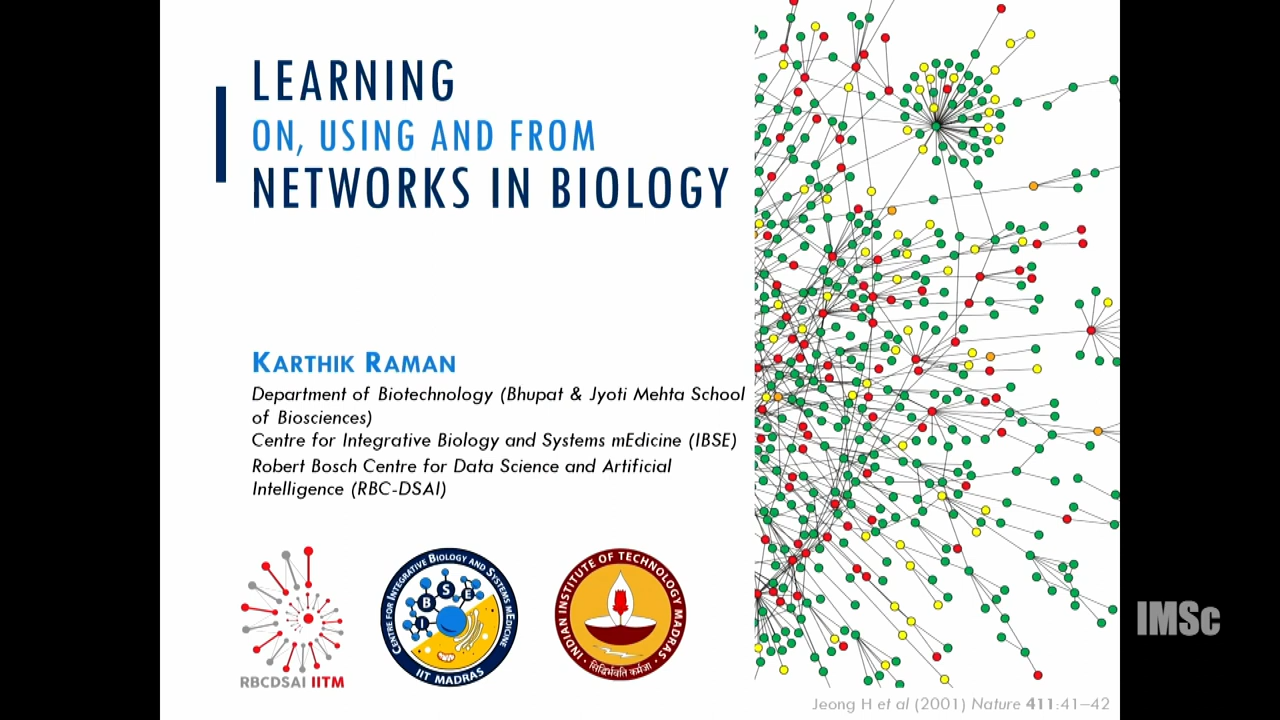 LEARNING
ON, USING AND FROM
NETWORKS IN BIOLOGY
KARTHIK RAMAN
Department of Biotechnology (Bhupat & Jyoti Mehta School
of Biosciences)
Centre for Integrative Biology and Systems mEdicine (IBSE)
Robert Bosch Centre for Data Science and Artificial
Intelligence (RBC-DSAI)
RBCDSAI IITM
CENTRE FOR INTEGRATIVE BIOLOGY AND SYSTEMS MEDICINE
I B S E
IIT MADRAS
INDIAN INSTITUTE OF TECHNOLOGY MADRAS
सिद्धिर्भवति कर्मजा
IMSc
Jeong H et al (2001) Nature 411:41–42